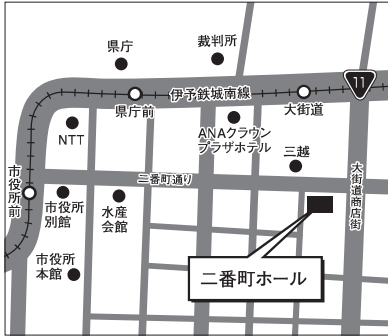 県庁
裁判所
11
伊予鉄城南線
県庁前
大街道
NTT
ANAクラウン
プラザホテル
三越
市役所前
二番町通り
大街道商店街
市役所
別館
水産
会館
市役所
本館
二番町ホール